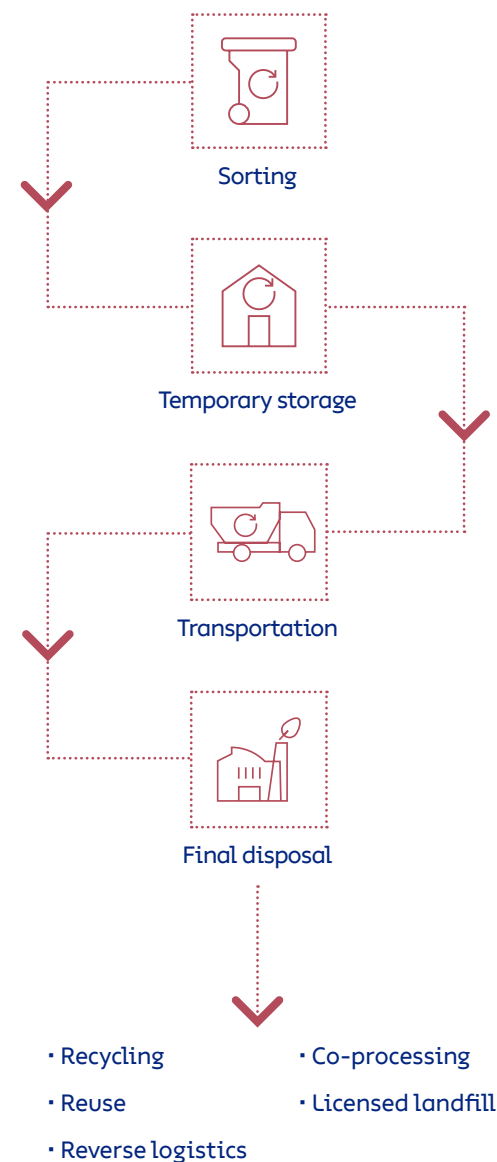 Sorting
Temporary storage
Transportation
Final disposal
· Recycling
· Reuse
· Reverse logistics
· Co-processing
· Licensed landfill